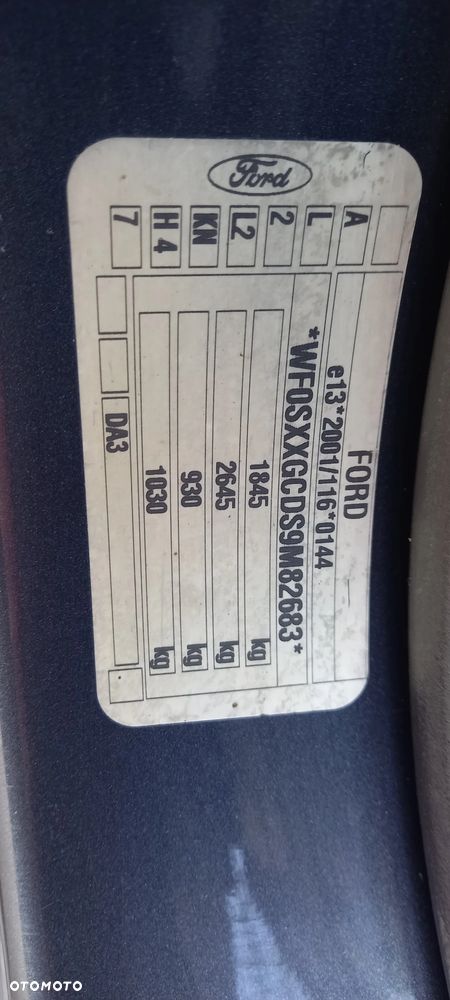 Ford
FORD
e13*2001/116*0144
*WF0SXXGCDS9M82683*
1845 kg
2645 kg
930 kg
1030 kg
DA3
A
L
2
L2
KN
H 4
7
OTOMOTO